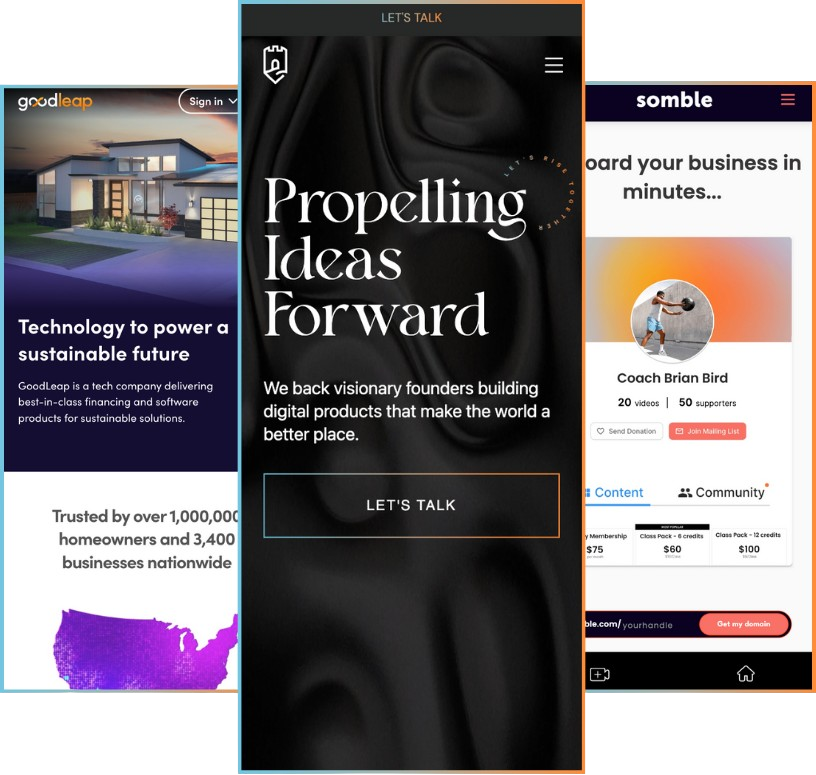 LET'S TALK
LET'S RISE TOGETHER
Propelling
Ideas
Forward
We back visionary founders building
digital products that make the world a
better place.
LET'S TALK
goodleap
Sign in
Technology to power a
sustainable future
GoodLeap is a tech company delivering
best-in-class financing and software
products for sustainable solutions.
Trusted by over 1,000,000
homeowners and 3,400
businesses nationwide
somble
oard your business in
minutes...
Coach Brian Bird
20 videos | 50 supporters
Send Donation
Join Mailing List
Content
Community
MOST POPULAR
y Membership
$75
Class Pack - 6 credits
$60
Class Pack - 12 credits
$100
ble.com/yourhandle
Get my domain